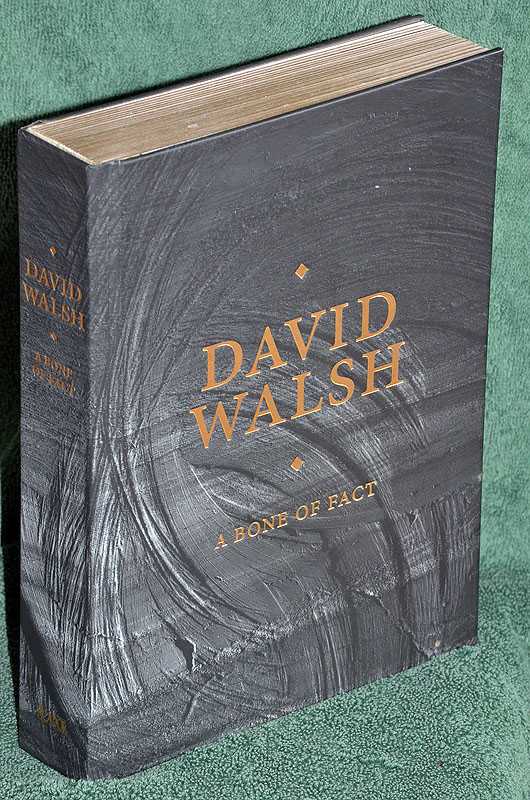 DAVID
WALSH
A BONE
OF FACT
DAVID
WALSH
A BONE OF FACT